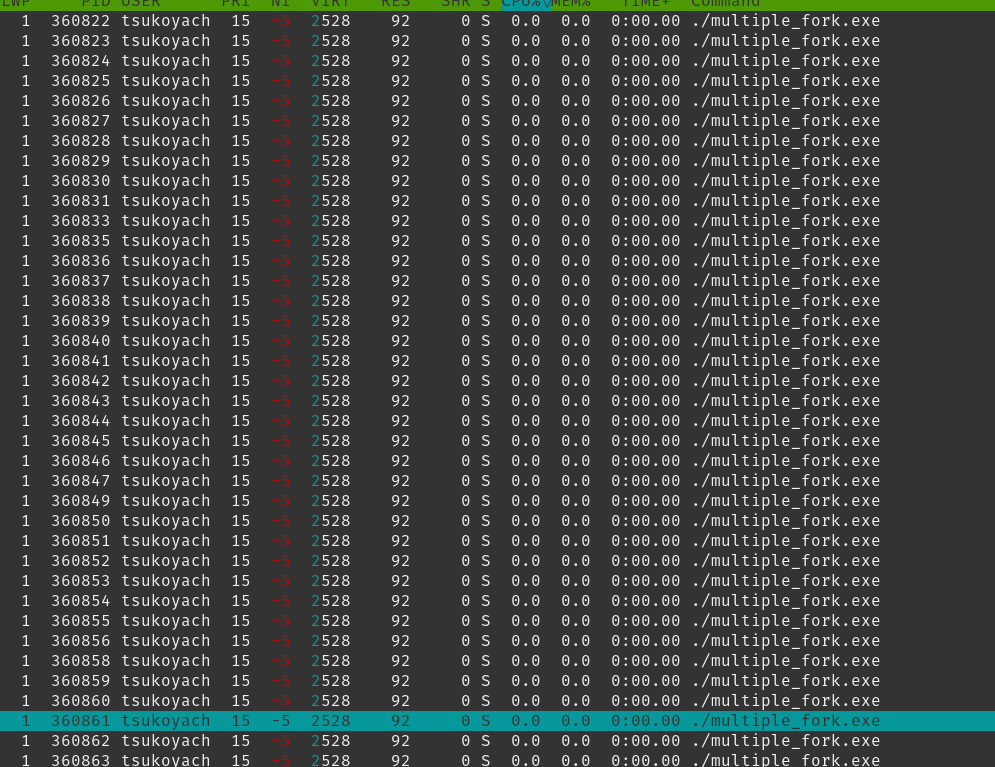 LWP PID USER PRI NI VIRT RES SHR S CPU%▽MEM% TIME+ Command
1 360822 tsukoyach 15 -5 2528 92 0 S 0.0 0.0 0:00.00 ./multiple_fork.exe
1 360823 tsukoyach 15 -5 2528 92 0 S 0.0 0.0 0:00.00 ./multiple_fork.exe
1 360824 tsukoyach 15 -5 2528 92 0 S 0.0 0.0 0:00.00 ./multiple_fork.exe
1 360825 tsukoyach 15 -5 2528 92 0 S 0.0 0.0 0:00.00 ./multiple_fork.exe
1 360826 tsukoyach 15 -5 2528 92 0 S 0.0 0.0 0:00.00 ./multiple_fork.exe
1 360827 tsukoyach 15 -5 2528 92 0 S 0.0 0.0 0:00.00 ./multiple_fork.exe
1 360828 tsukoyach 15 -5 2528 92 0 S 0.0 0.0 0:00.00 ./multiple_fork.exe
1 360829 tsukoyach 15 -5 2528 92 0 S 0.0 0.0 0:00.00 ./multiple_fork.exe
1 360830 tsukoyach 15 -5 2528 92 0 S 0.0 0.0 0:00.00 ./multiple_fork.exe
1 360831 tsukoyach 15 -5 2528 92 0 S 0.0 0.0 0:00.00 ./multiple_fork.exe
1 360833 tsukoyach 15 -5 2528 92 0 S 0.0 0.0 0:00.00 ./multiple_fork.exe
1 360835 tsukoyach 15 -5 2528 92 0 S 0.0 0.0 0:00.00 ./multiple_fork.exe
1 360836 tsukoyach 15 -5 2528 92 0 S 0.0 0.0 0:00.00 ./multiple_fork.exe
1 360837 tsukoyach 15 -5 2528 92 0 S 0.0 0.0 0:00.00 ./multiple_fork.exe
1 360838 tsukoyach 15 -5 2528 92 0 S 0.0 0.0 0:00.00 ./multiple_fork.exe
1 360839 tsukoyach 15 -5 2528 92 0 S 0.0 0.0 0:00.00 ./multiple_fork.exe
1 360840 tsukoyach 15 -5 2528 92 0 S 0.0 0.0 0:00.00 ./multiple_fork.exe
1 360841 tsukoyach 15 -5 2528 92 0 S 0.0 0.0 0:00.00 ./multiple_fork.exe
1 360842 tsukoyach 15 -5 2528 92 0 S 0.0 0.0 0:00.00 ./multiple_fork.exe
1 360843 tsukoyach 15 -5 2528 92 0 S 0.0 0.0 0:00.00 ./multiple_fork.exe
1 360844 tsukoyach 15 -5 2528 92 0 S 0.0 0.0 0:00.00 ./multiple_fork.exe
1 360845 tsukoyach 15 -5 2528 92 0 S 0.0 0.0 0:00.00 ./multiple_fork.exe
1 360846 tsukoyach 15 -5 2528 92 0 S 0.0 0.0 0:00.00 ./multiple_fork.exe
1 360847 tsukoyach 15 -5 2528 92 0 S 0.0 0.0 0:00.00 ./multiple_fork.exe
1 360849 tsukoyach 15 -5 2528 92 0 S 0.0 0.0 0:00.00 ./multiple_fork.exe
1 360850 tsukoyach 15 -5 2528 92 0 S 0.0 0.0 0:00.00 ./multiple_fork.exe
1 360851 tsukoyach 15 -5 2528 92 0 S 0.0 0.0 0:00.00 ./multiple_fork.exe
1 360852 tsukoyach 15 -5 2528 92 0 S 0.0 0.0 0:00.00 ./multiple_fork.exe
1 360853 tsukoyach 15 -5 2528 92 0 S 0.0 0.0 0:00.00 ./multiple_fork.exe
1 360854 tsukoyach 15 -5 2528 92 0 S 0.0 0.0 0:00.00 ./multiple_fork.exe
1 360855 tsukoyach 15 -5 2528 92 0 S 0.0 0.0 0:00.00 ./multiple_fork.exe
1 360856 tsukoyach 15 -5 2528 92 0 S 0.0 0.0 0:00.00 ./multiple_fork.exe
1 360858 tsukoyach 15 -5 2528 92 0 S 0.0 0.0 0:00.00 ./multiple_fork.exe
1 360859 tsukoyach 15 -5 2528 92 0 S 0.0 0.0 0:00.00 ./multiple_fork.exe
1 360860 tsukoyach 15 -5 2528 92 0 S 0.0 0.0 0:00.00 ./multiple_fork.exe
1 360861 tsukoyach 15 -5 2528 92 0 S 0.0 0.0 0:00.00 ./multiple_fork.exe
1 360862 tsukoyach 15 -5 2528 92 0 S 0.0 0.0 0:00.00 ./multiple_fork.exe
1 360863 tsukoyach 15 -5 2528 92 0 S 0.0 0.0 0:00.00 ./multiple_fork.exe